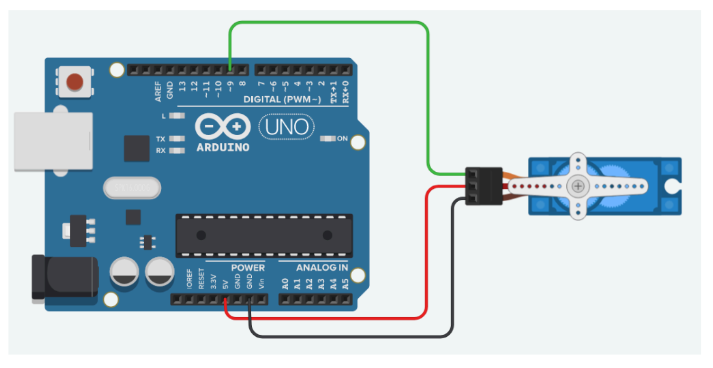 AREF
GND
13
12
~11
~10
~9
8
7
~6
~5
4
~3
2
TX→1
RX←0
DIGITAL (PWM~)
L
TX
RX
ARDUINO
UNO
ON
POWER
ANALOG IN
IOREF
RESET
3.3V
5V
GND
GND
Vin
A0
A1
A2
A3
A4
A5